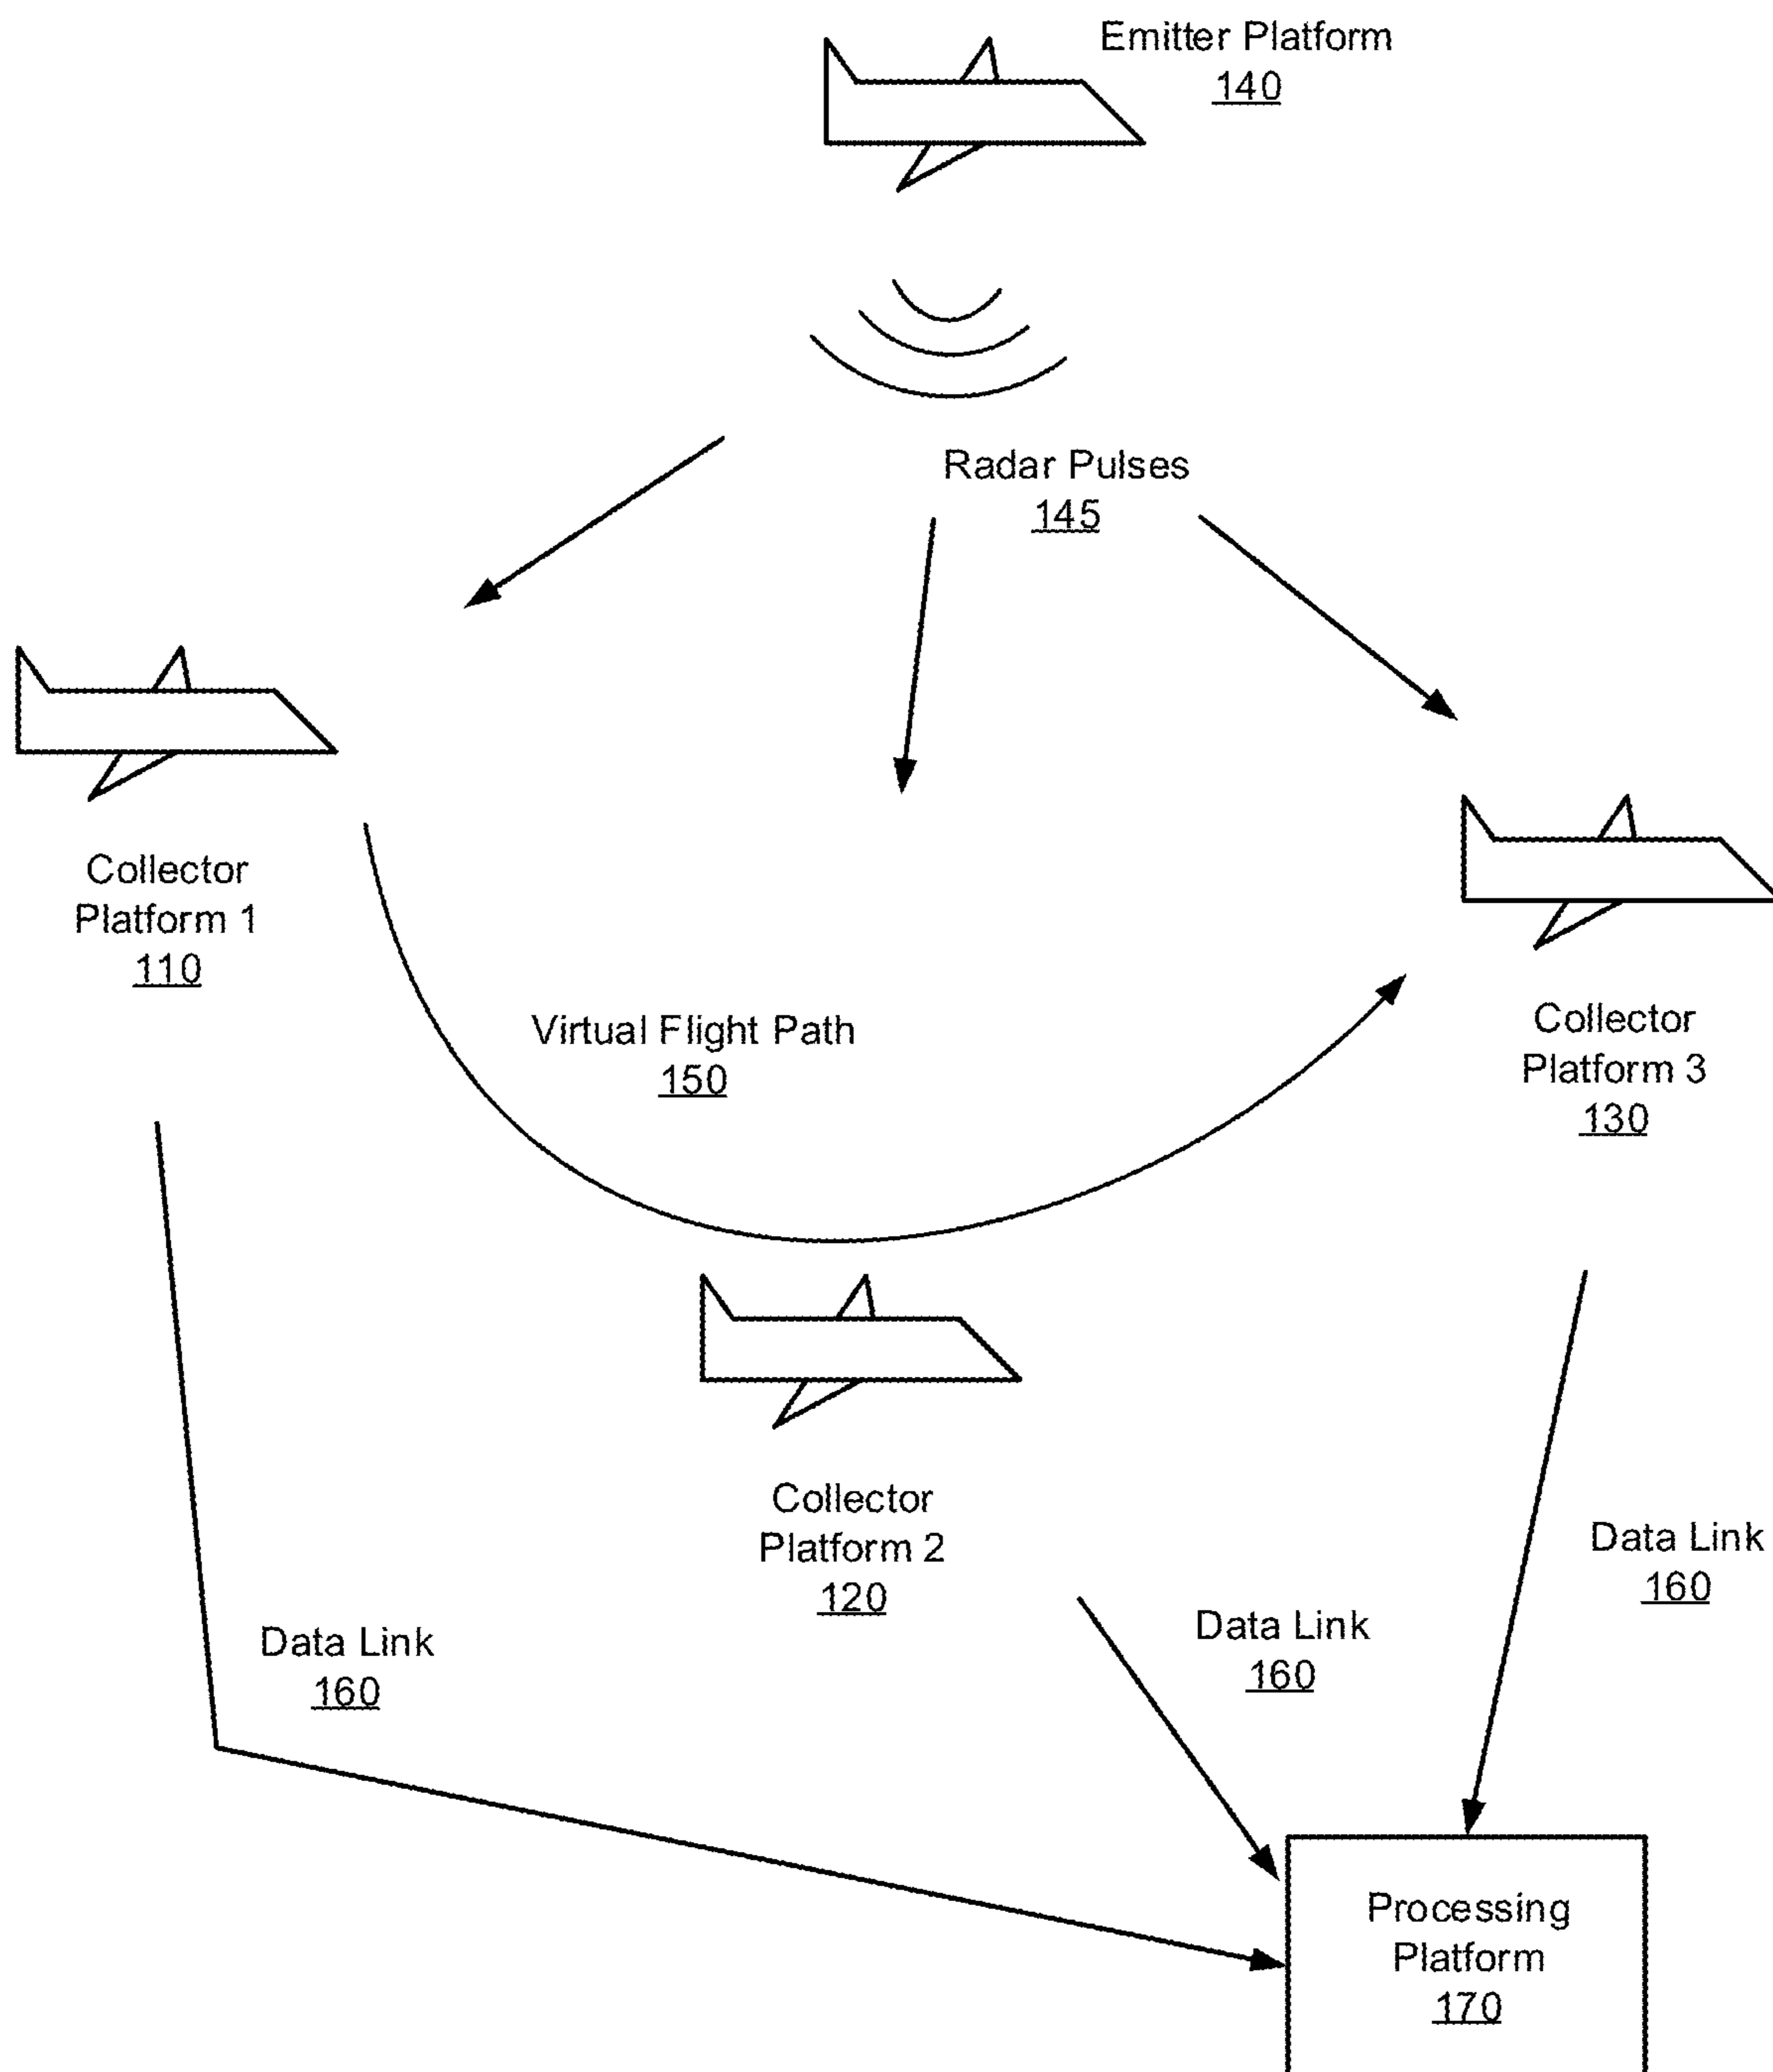 Emitter Platform
140
Radar Pulses
145
Collector
Platform 1
110
Virtual Flight Path
150
Collector
Platform 3
130
Collector
Platform 2
120
Data Link
160
Data Link
160
Data Link
160
Processing
Platform
170